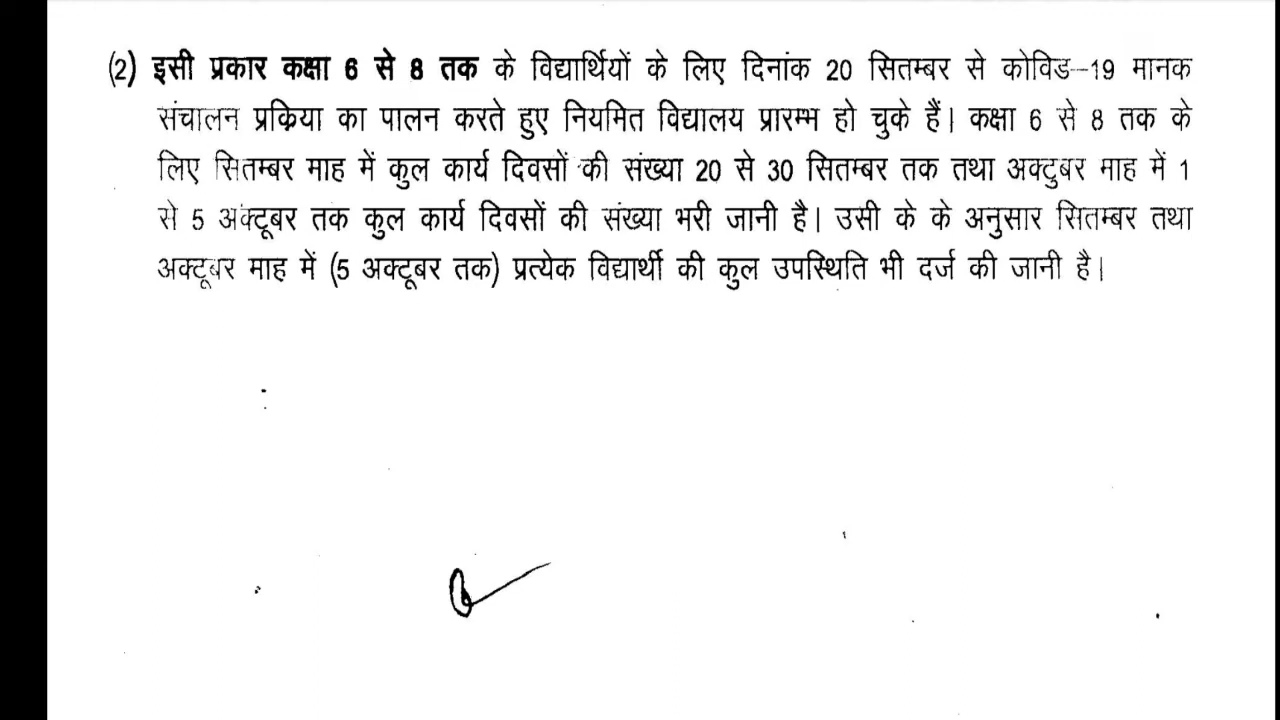 (2) इसी प्रकार कक्षा 6 से 8 तक के विद्यार्थियों के लिए दिनांक 20 सितम्बर से कोविड–19 मानक
संचालन प्रक्रिया का पालन करते हुए नियमित विद्यालय प्रारम्भ हो चुके हैं। कक्षा 6 से 8 तक के
लिए सितम्बर माह में कुल कार्य दिवसों की संख्या 20 से 30 सितम्बर तक तथा अक्टुबर माह में 1
से 5 अक्टूबर तक कुल कार्य दिवसों की संख्या भरी जानी है। उसी के के अनुसार सितम्बर तथा
अक्टूबर माह में (5 अक्टूबर तक) प्रत्येक विद्यार्थी की कुल उपस्थिति भी दर्ज की जानी है।